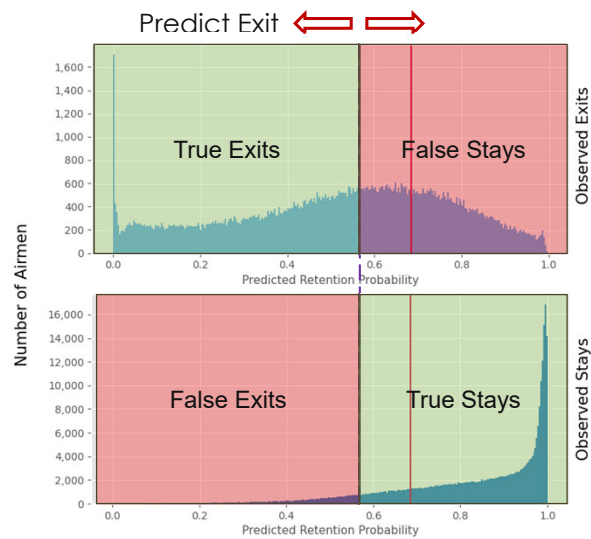 Predict Exit
1,600
1,400
1,200
1,000
800
600
400
200
0
True Exits
False Stays
Observed Exits
0.0 0.2 0.4 0.6 0.8 1.0
Predicted Retention Probability
Number of Airmen
16,000
14,000
12,000
10,000
8,000
6,000
4,000
2,000
0
False Exits
True Stays
Observed Stays
0.0 0.2 0.4 0.6 0.8 1.0
Predicted Retention Probability